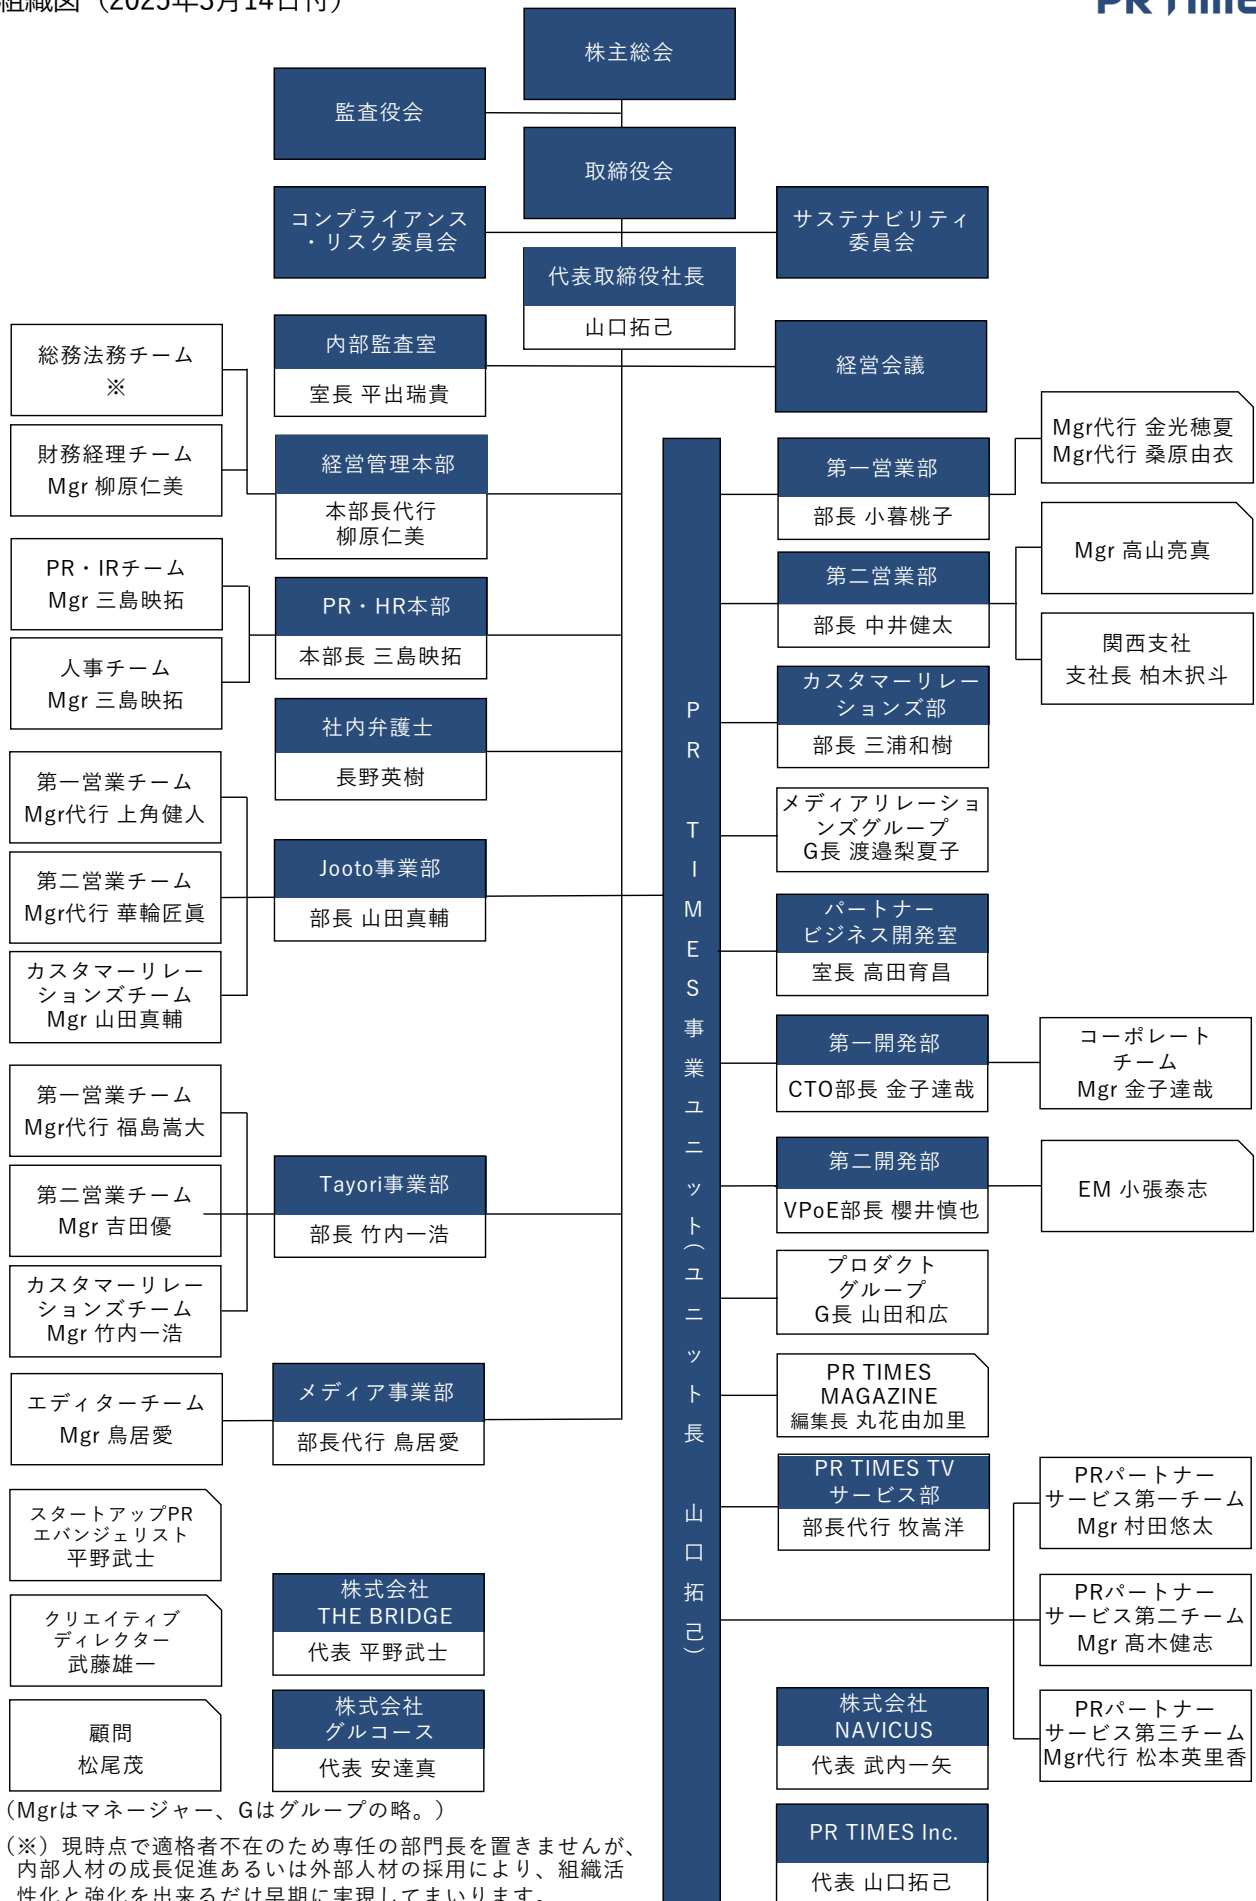 組織図（2025年3月14日付）
PR TIMES
株主総会
監査役会
取締役会
コンプライアンス
・リスク委員会
サステナビリティ
委員会
代表取締役社長
山口拓己
内部監査室
室長 平出瑞貴
経営会議
総務法務チーム
※
財務経理チーム
Mgr 柳原仁美
経営管理本部
本部長代行
柳原仁美
PR・IRチーム
Mgr 三島映拓
人事チーム
Mgr 三島映拓
PR・HR本部
本部長 三島映拓
社内弁護士
長野英樹
第一営業チーム
Mgr代行 上角健人
第二営業チーム
Mgr代行 華輪匠眞
カスタマーリレー
ションズチーム
Mgr 山田真輔
Jooto事業部
部長 山田真輔
第一営業チーム
Mgr代行 福島嵩大
第二営業チーム
Mgr 吉田優
カスタマーリレー
ションズチーム
Mgr 竹内一浩
Tayori事業部
部長 竹内一浩
エディターチーム
Mgr 鳥居愛
メディア事業部
部長代行 鳥居愛
スタートアップPR
エバンジェリスト
平野武士
クリエイティブ
ディレクター
武藤雄一
顧問
松尾茂
株式会社
THE BRIDGE
代表 平野武士
株式会社
グルコース
代表 安達真
PR TIMES事業ユニット（ユニット長 山口拓己）
第一営業部
部長 小暮桃子
Mgr代行 金光穂夏
Mgr代行 桑原由衣
第二営業部
部長 中井健太
Mgr 高山亮真
関西支社
支社長 柏木択斗
カスタマーリレー
ションズ部
部長 三浦和樹
メディアリレーショ
ンズグループ
G長 渡邉梨夏子
パートナー
ビジネス開発室
室長 高田育昌
第一開発部
CTO部長 金子達哉
コーポレート
チーム
Mgr 金子達哉
第二開発部
VPoE部長 櫻井慎也
EM 小張泰志
プロダクト
グループ
G長 山田和広
PR TIMES
MAGAZINE
編集長 丸花由加里
PR TIMES TV
サービス部
部長代行 牧嵩洋
PRパートナー
サービス第一チーム
Mgr 村田悠太
PRパートナー
サービス第二チーム
Mgr 髙木健志
PRパートナー
サービス第三チーム
Mgr代行 松本英里香
株式会社
NAVICUS
代表 武内一矢
PR TIMES Inc.
代表 山口拓己
（Mgrはマネージャー、Gはグループの略。）
（※）現時点で適格者不在のため専任の部門長を置きませんが、
内部人材の成長促進あるいは外部人材の採用により、組織活
性化と強化を出来るだけ早期に実現してまいります。